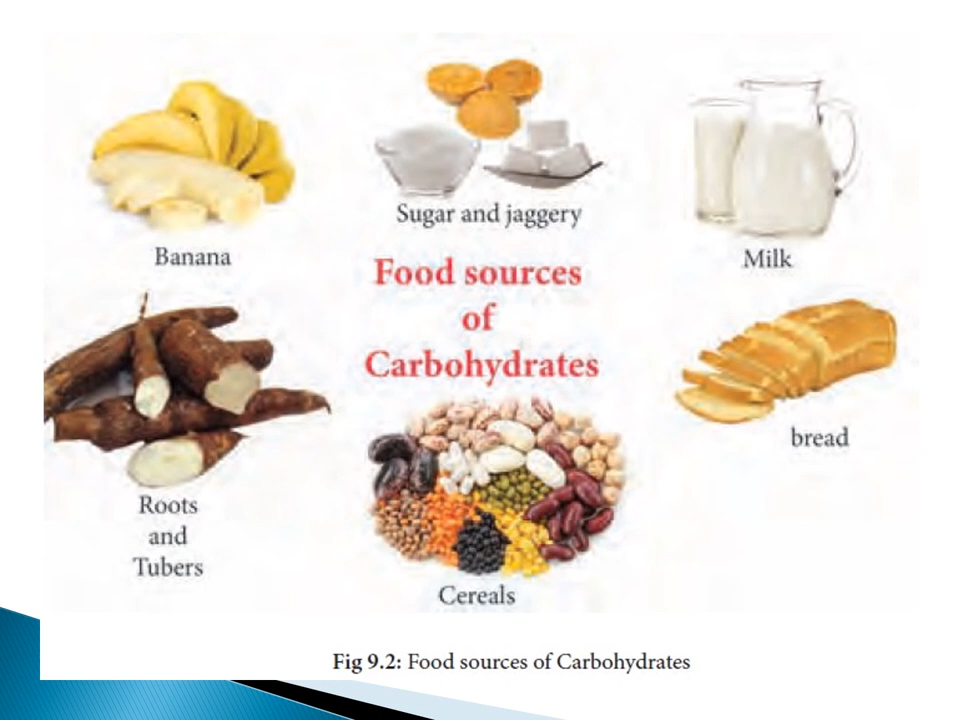 Sugar and jaggery
Banana
Milk
Food sources
of
Carbohydrates
bread
Roots
and
Tubers
Cereals
Fig 9.2: Food sources of Carbohydrates